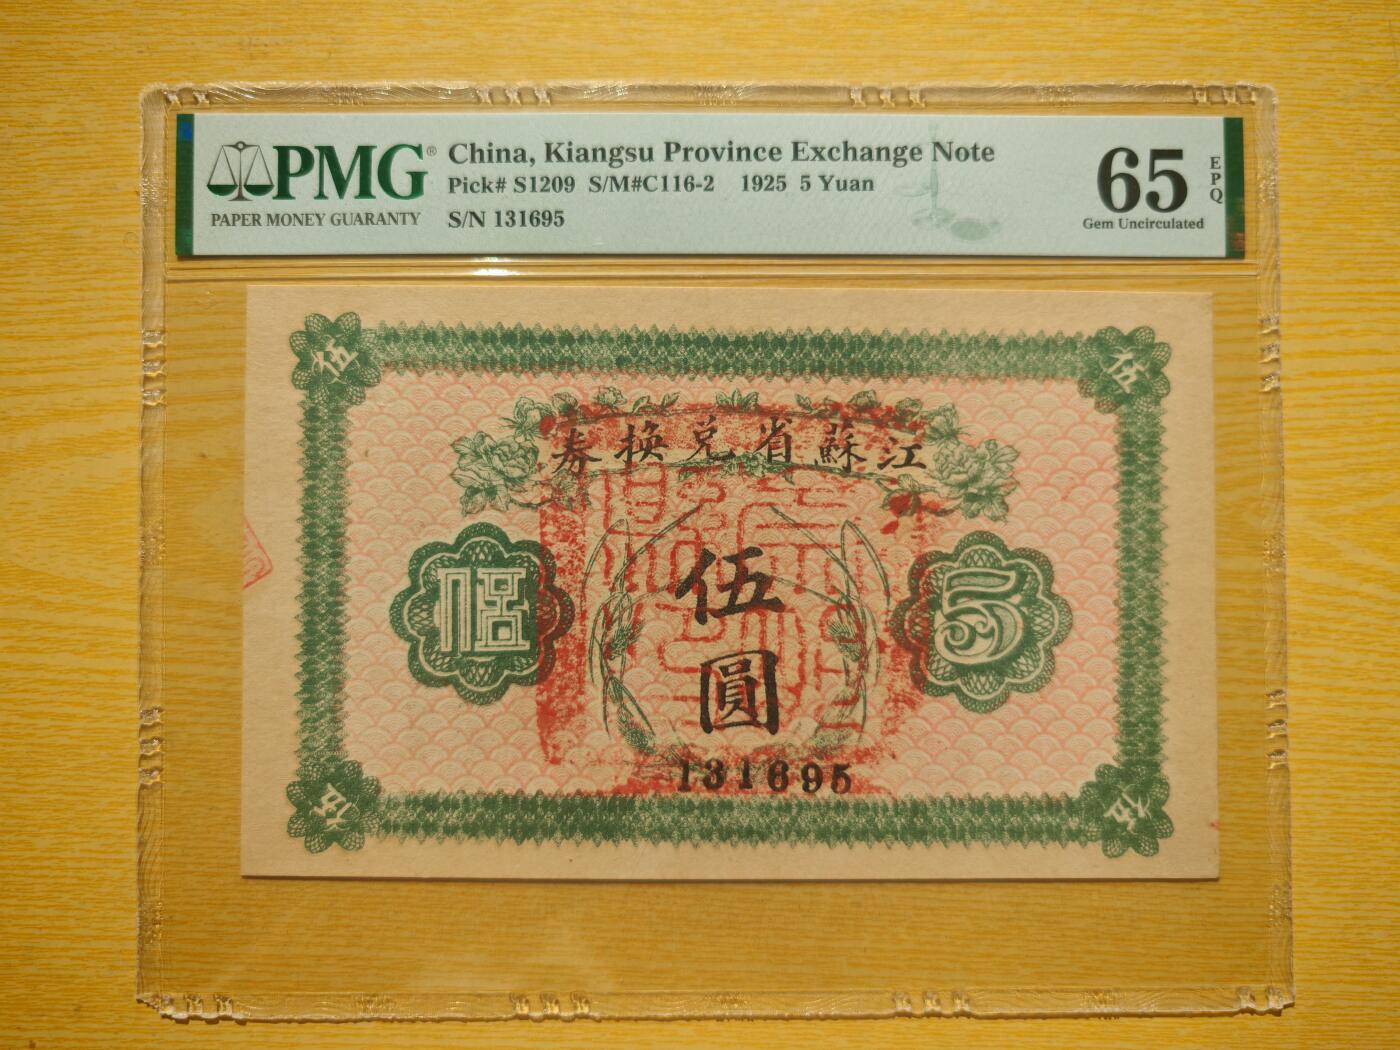 PMG®
PAPER MONEY GUARANTY
China, Kiangsu Province Exchange Note
Pick# S1209 S/M#C116-2 1925 5 Yuan
S/N 131695
65
EPQ
Gem Uncirculated
伍
伍
江蘇省兌換券
伍
5
伍
圓
131695
伍
伍